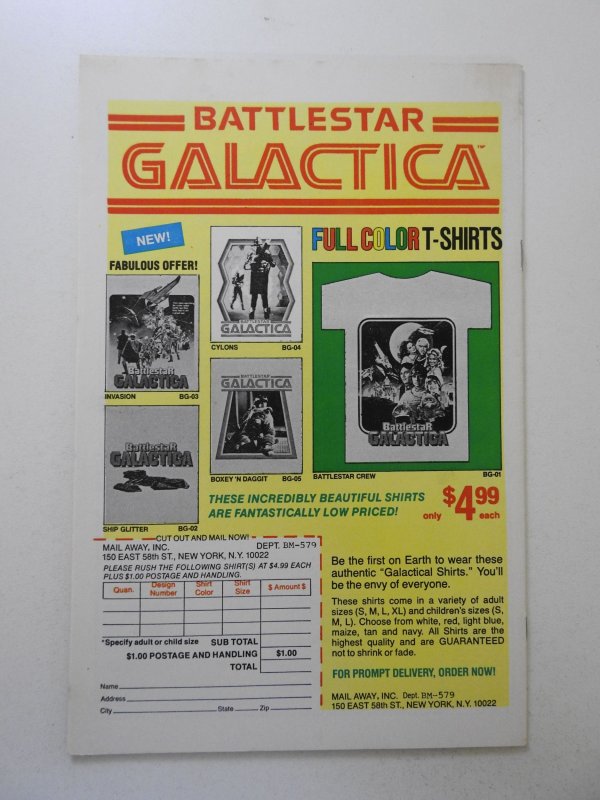 BATTLESTAR
GALACTICA™
NEW!
FABULOUS OFFER!
FULL COLOR T-SHIRTS
BattlestaR
GALACTICA
INVASION BG-03
BATTLESTAR
GALACTICA
CYLONS BG-04
BattlestaR
GALACTICA
SHIP GLITTER BG-02
BATTLESTAR
GALACTICA
BOXEY 'N DAGGIT BG-05
BattlestaR
GALACTICA
BATTLESTAR CREW BG-01
THESE INCREDIBLY BEAUTIFUL SHIRTS
ARE FANTASTICALLY LOW PRICED!
only $4.99 each
CUT OUT AND MAIL NOW!
MAIL AWAY, INC. DEPT. BM-579
150 EAST 58th ST., NEW YORK, N.Y. 10022
PLEASE RUSH THE FOLLOWING SHIRT(S) AT $4.99 EACH
PLUS $1.00 POSTAGE AND HANDLING.
Quan. Design Number Shirt Color Shirt Size $ Amount $
*Specify adult or child size SUB TOTAL
$1.00 POSTAGE AND HANDLING $1.00
TOTAL
Name
Address
City State Zip
Be the first on Earth to wear these
authentic "Galactical Shirts." You'll
be the envy of everyone.
These shirts come in a variety of adult
sizes (S, M, L, XL) and children's sizes (S,
M, L). Choose from white, red, light blue,
maize, tan and navy. All Shirts are the
highest quality and are GUARANTEED
not to shrink or fade.
FOR PROMPT DELIVERY, ORDER NOW!
MAIL AWAY, INC. Dept. BM-579
150 EAST 58th ST., NEW YORK, N.Y. 10022